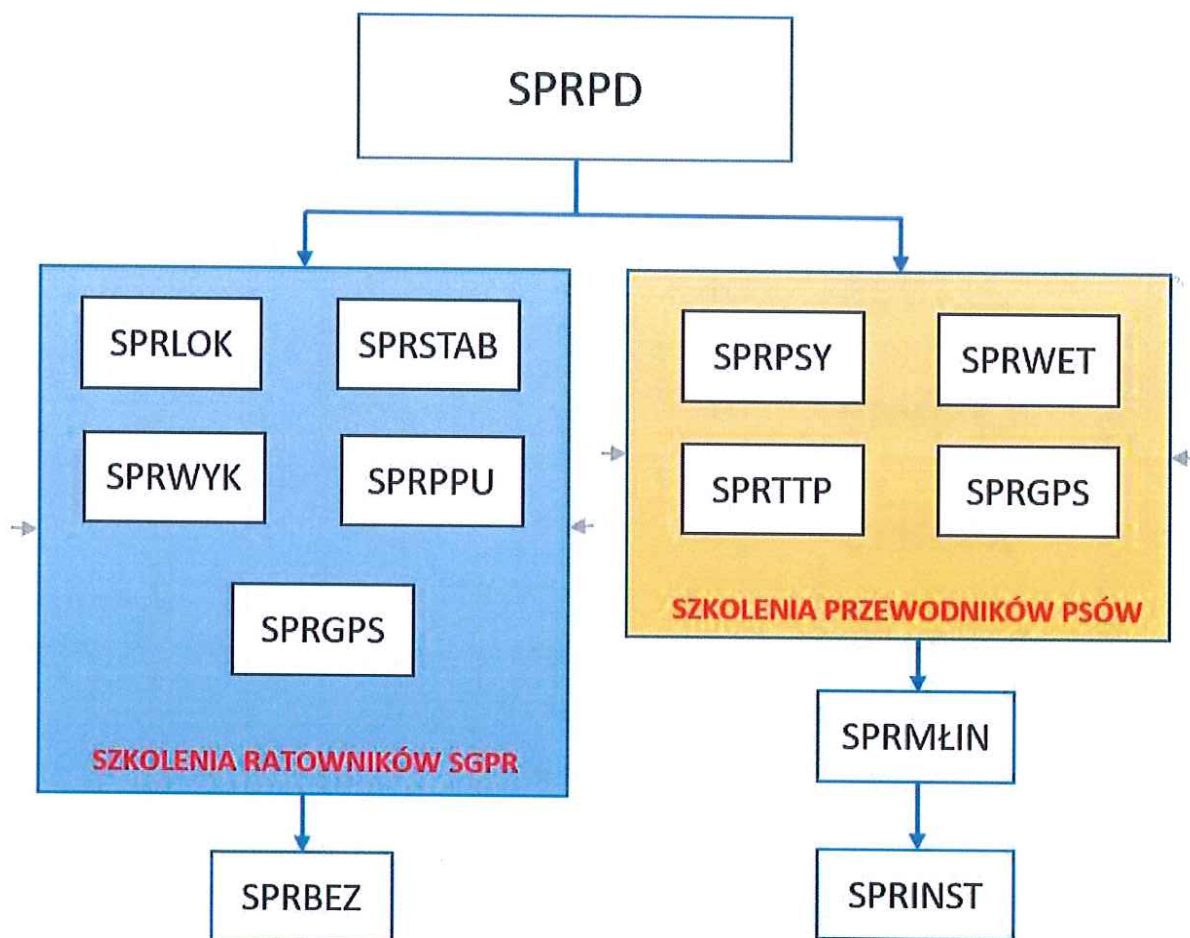 SPRPD
SPRLOK
SPRSTAB
SPRWYK
SPRPPU
SPRGPS
SZKOLENIA RATOWNIKÓW SGPR
SPRBEZ
SPRPSY
SPRWET
SPRTTP
SPRGPS
SZKOLENIA PRZEWODNIKÓW PSÓW
SPRMŁIN
SPRINST